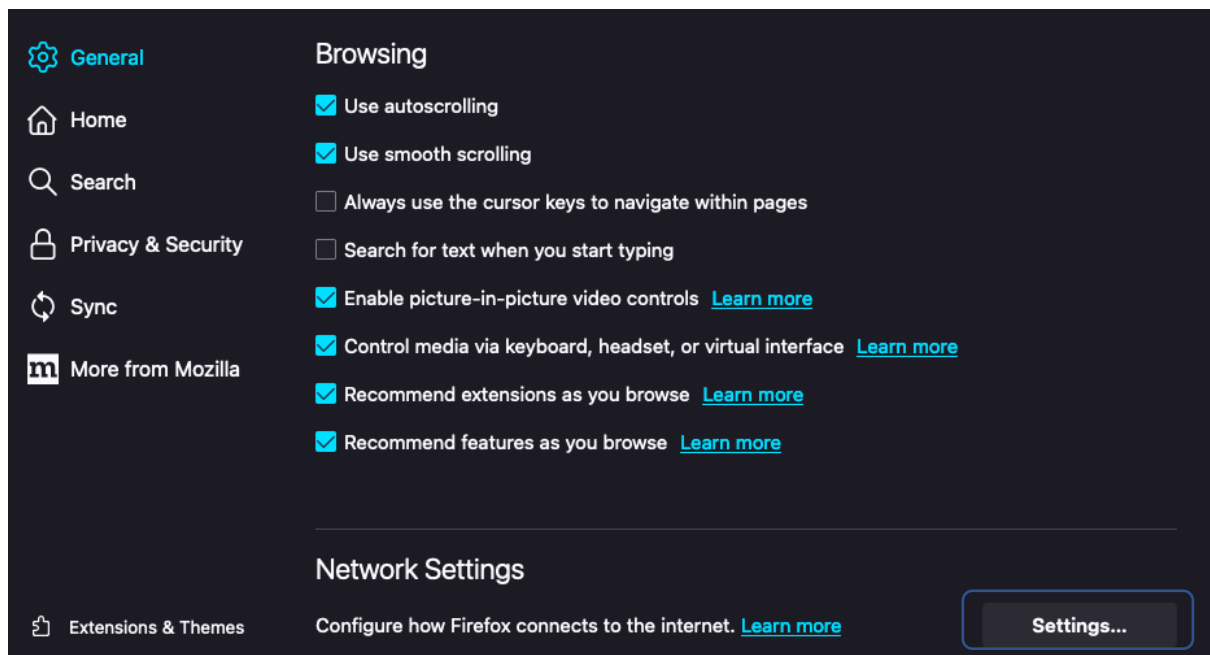 General
Home
Search
Privacy & Security
Sync
m More from Mozilla
Extensions & Themes
Browsing
Use autoscrolling
Use smooth scrolling
Always use the cursor keys to navigate within pages
Search for text when you start typing
Enable picture-in-picture video controls Learn more
Control media via keyboard, headset, or virtual interface Learn more
Recommend extensions as you browse Learn more
Recommend features as you browse Learn more
Network Settings
Configure how Firefox connects to the internet. Learn more Settings...